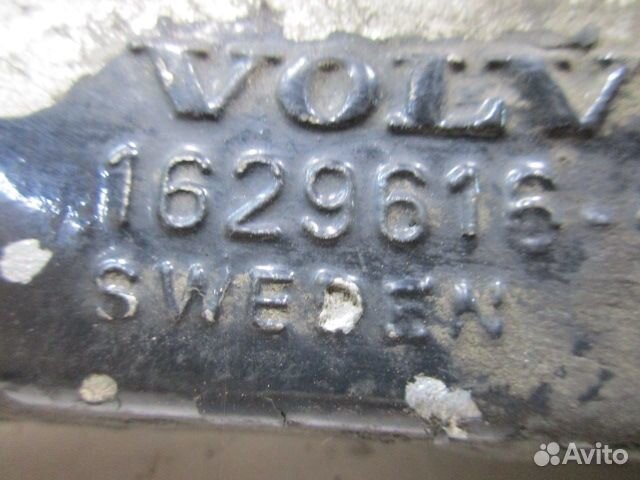 VOLV
1629616-
SWEDEN
Avito